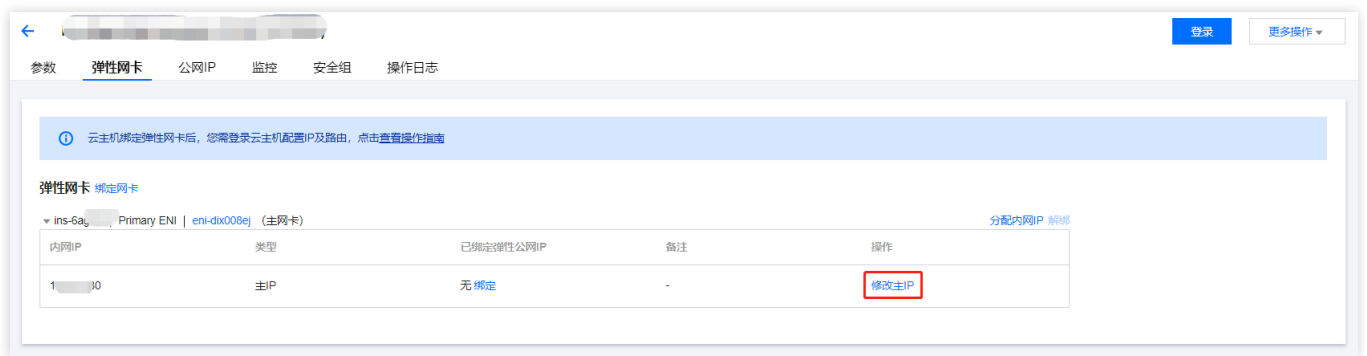 登录 更多操作
参数 弹性网卡 公网IP 监控 安全组 操作日志
云主机绑定弹性网卡后，您需登录云主机配置IP及路由，点击查看操作指南
弹性网卡 绑定网卡
ins-6ag Primary ENI | eni-dix008ej （主网卡） 分配内网IP 解绑
内网IP 类型 已绑定弹性公网IP 备注 操作
主IP 无 绑定 - 修改主IP